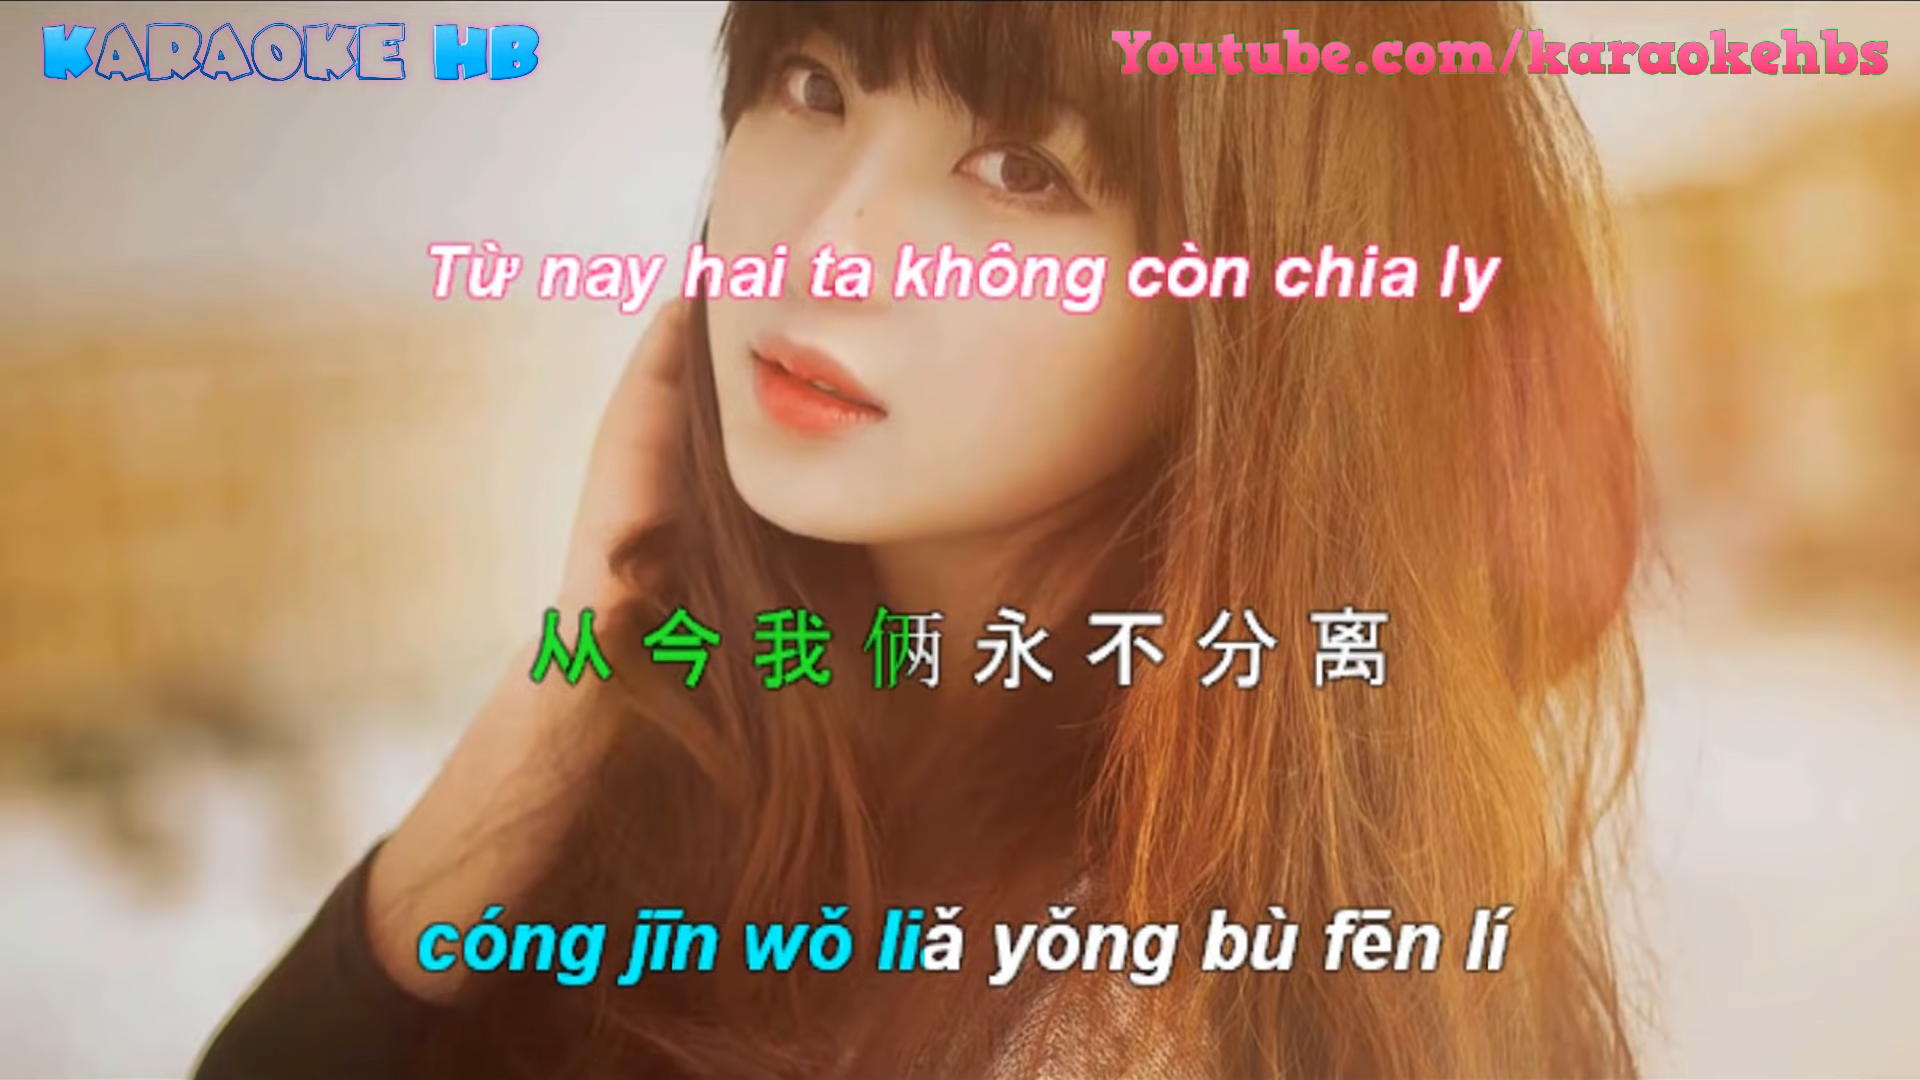 KARAOKE HB
Youtube.com/karaokehbs
Từ nay hai ta không còn chia ly
从今我俩永不分离
cóng jīn wǒ liǎ yǒng bù fēn lí